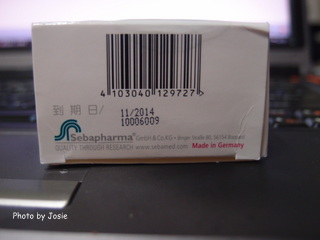 4 103040 129727
到 期 日/ 11/2014
10006009
Sebapharma GmbH & Co.KG
QUALITY THROUGH RESEARCH www.sebamed.com Made in Germany
Photo by Josie